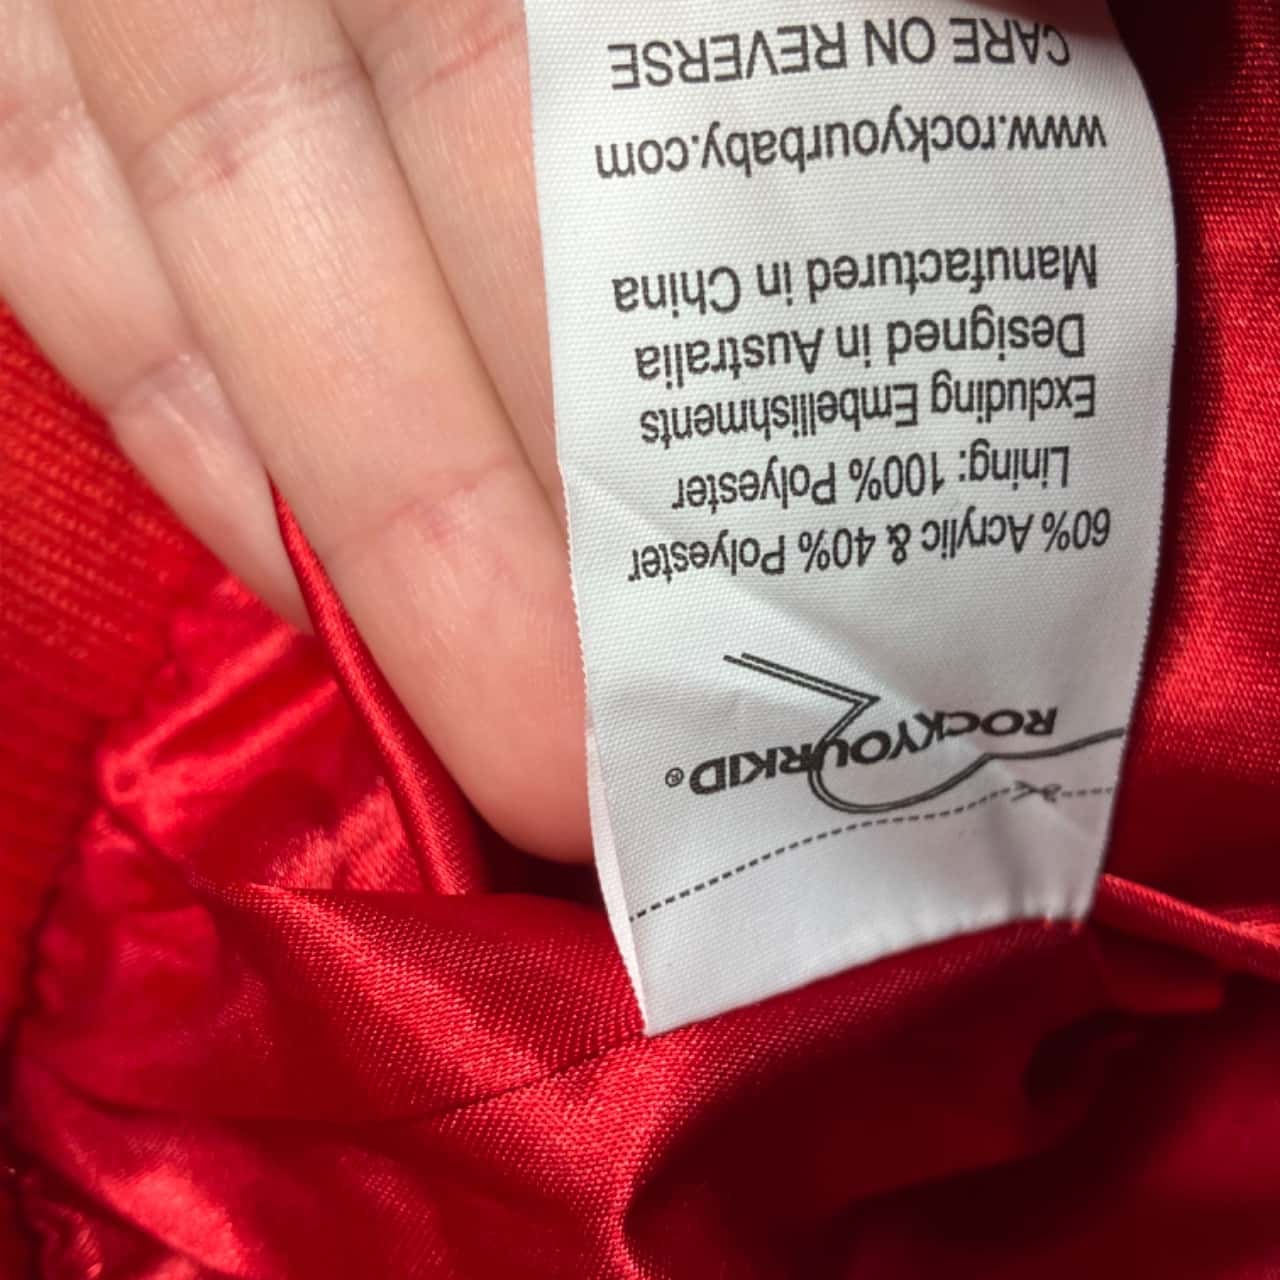 ROCKYOURKID®
60% Acrylic & 40% Polyester
Lining: 100% Polyester
Excluding Embellishments
Designed in Australia
Manufactured in China
www.rockyourbaby.com
CARE ON REVERSE